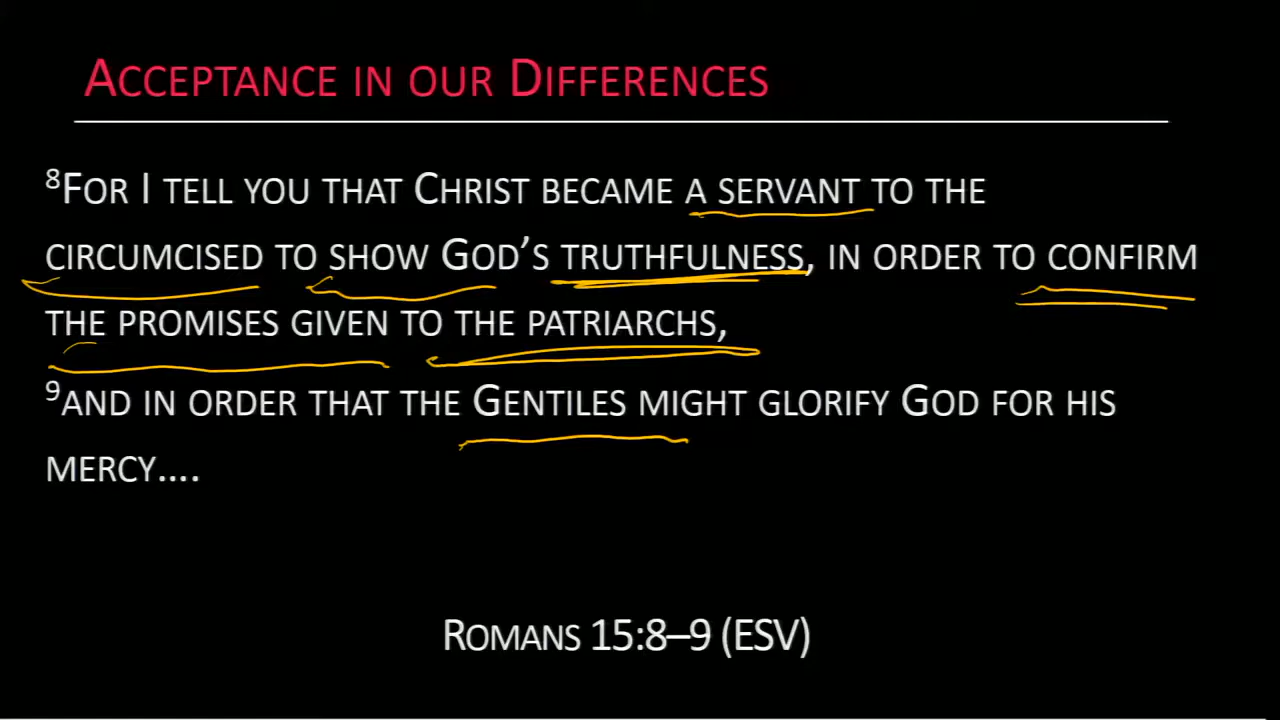 Acceptance in our Differences
⁸For I tell you that Christ became a servant to the
circumcised to show God’s truthfulness, in order to confirm
the promises given to the patriarchs,
⁹and in order that the Gentiles might glorify God for his
mercy….
Romans 15:8–9 (ESV)